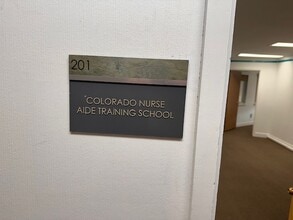 201
"COLORADO NURSE
AIDE TRAINING SCHOOL